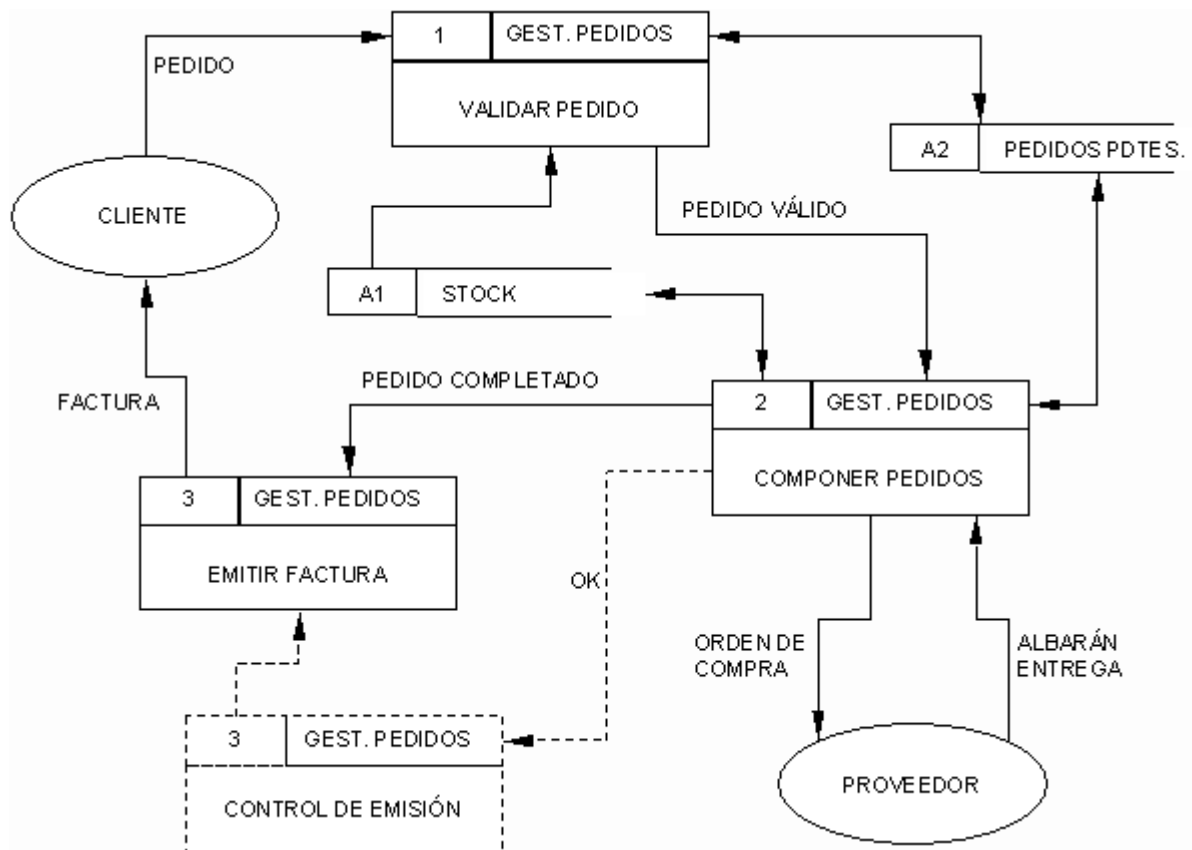 1 GEST. PEDIDOS
PEDIDO
VALIDAR PEDIDO
A2 PEDIDOS PDTES.
CLIENTE
PEDIDO VÁLIDO
A1 STOCK
PEDIDO COMPLETADO
FACTURA
2 GEST. PEDIDOS
COMPONER PEDIDOS
3 GEST. PEDIDOS
EMITIR FACTURA
OK
ORDEN DE
COMPRA
ALBARÁN
ENTREGA
3 GEST. PEDIDOS
CONTROL DE EMISIÓN
PROVEEDOR